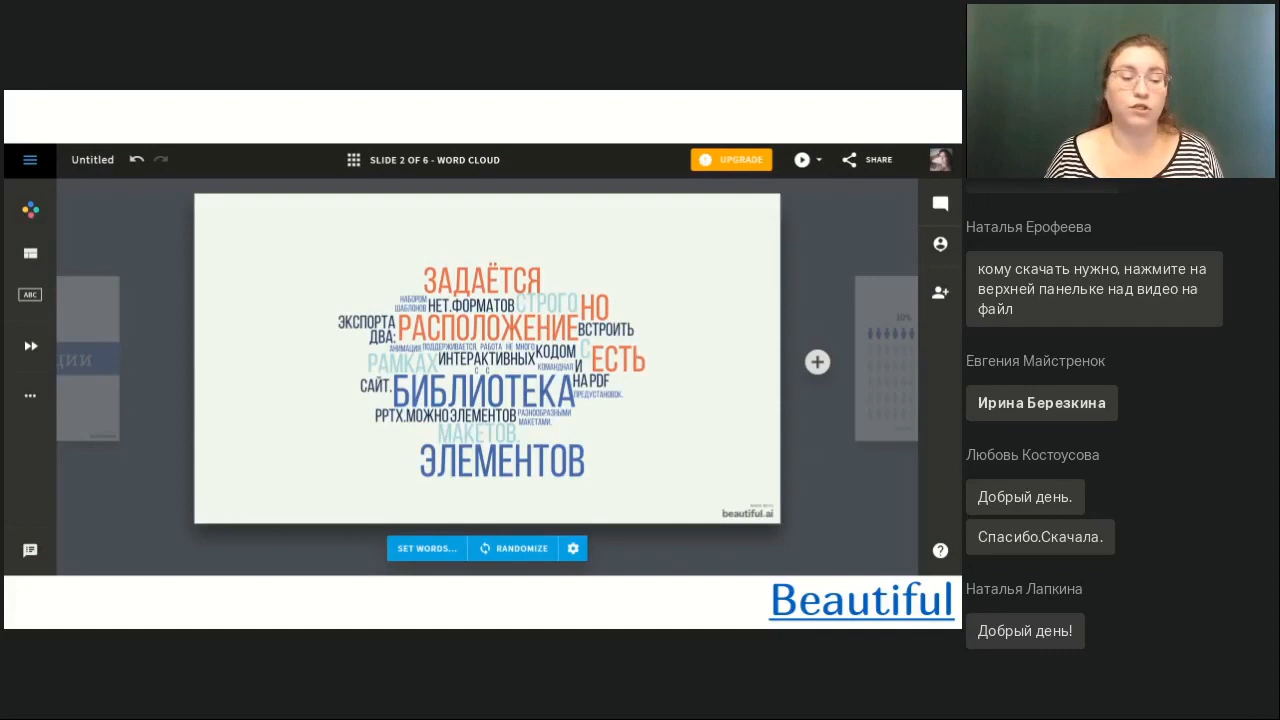 Untitled
SLIDE 2 OF 6 - WORD CLOUD
UPGRADE
SHARE
ABC
ЦИИ
ЗАДАЁТСЯ
НАБОРОМ
ШАБЛОНОВ
НЕТ.ФОРМАТОВ
СТРОГО
НО
ЭКСПОРТА
ДВА:
РАСПОЛОЖЕНИЕ
ВСТРОИТЬ
АНИМАЦИЯ
ПОДДЕРЖИВАЕТСЯ РАБОТА НЕ МНОГО
РАМКАХ
ИНТЕРАКТИВНЫХ
КОДОМ
С
ЕСТЬ
КОМАНДНАЯ
И
С С
САЙТ.
БИБЛИОТЕКА
НА PDF
ПРЕДУСТАНОВОК.
PPTX.МОЖНО ЭЛЕМЕНТОВ
РАЗНООБРАЗНЫМИ
МАКЕТАМИ.
МАКЕТОВ.
ЭЛЕМЕНТОВ
beautiful.ai
30%
SET WORDS...
RANDOMIZE
Beautiful
Наталья Ерофеева
кому скачать нужно, нажмите на
верхней панельке над видео на
файл
Евгения Майстренок
Ирина Березкина
Любовь Костоусова
Добрый день.
Спасибо.Скачала.
Наталья Лапкина
Добрый день!